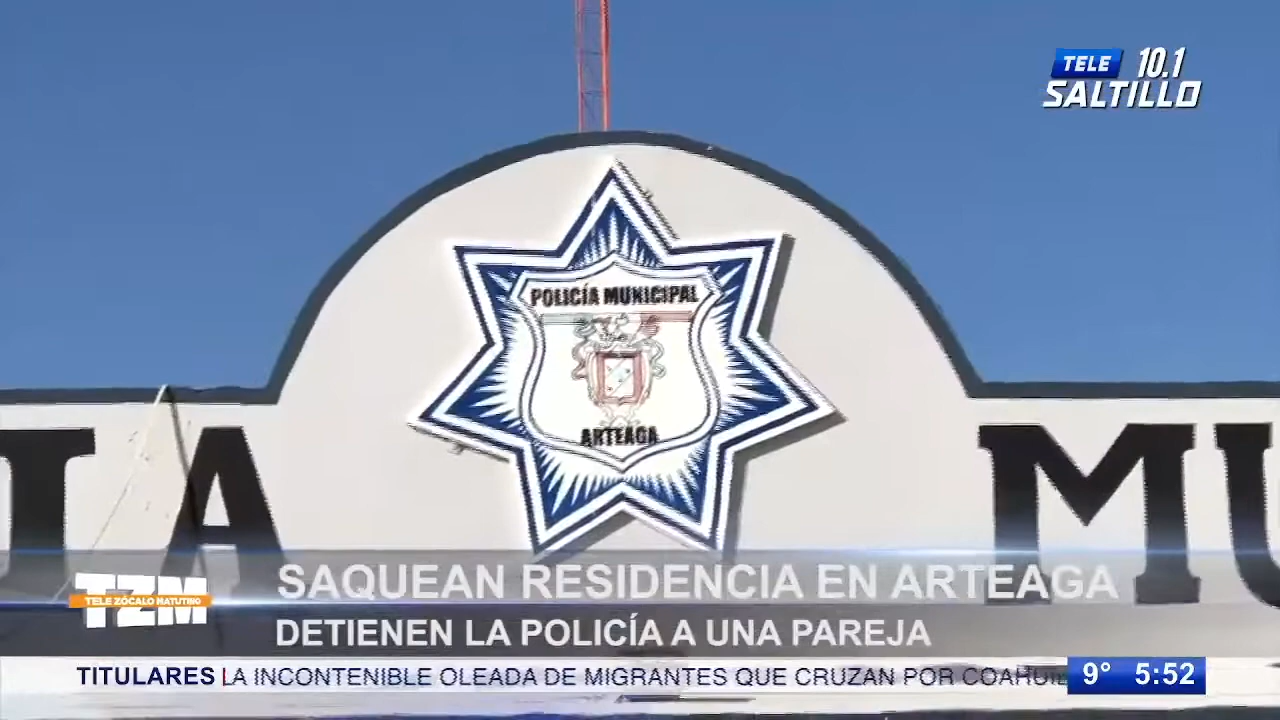 TELE 10.1
SALTILLO
POLICÍA MUNICIPAL
ARTEAGA
IA MU
SAQUEAN RESIDENCIA EN ARTEAGA
TZM
TELE ZÓCALO MATUTINO
DETIENEN LA POLICÍA A UNA PAREJA
TITULARES LA INCONTENIBLE OLEADA DE MIGRANTES QUE CRUZAN POR COAHUIL 9° 5:52